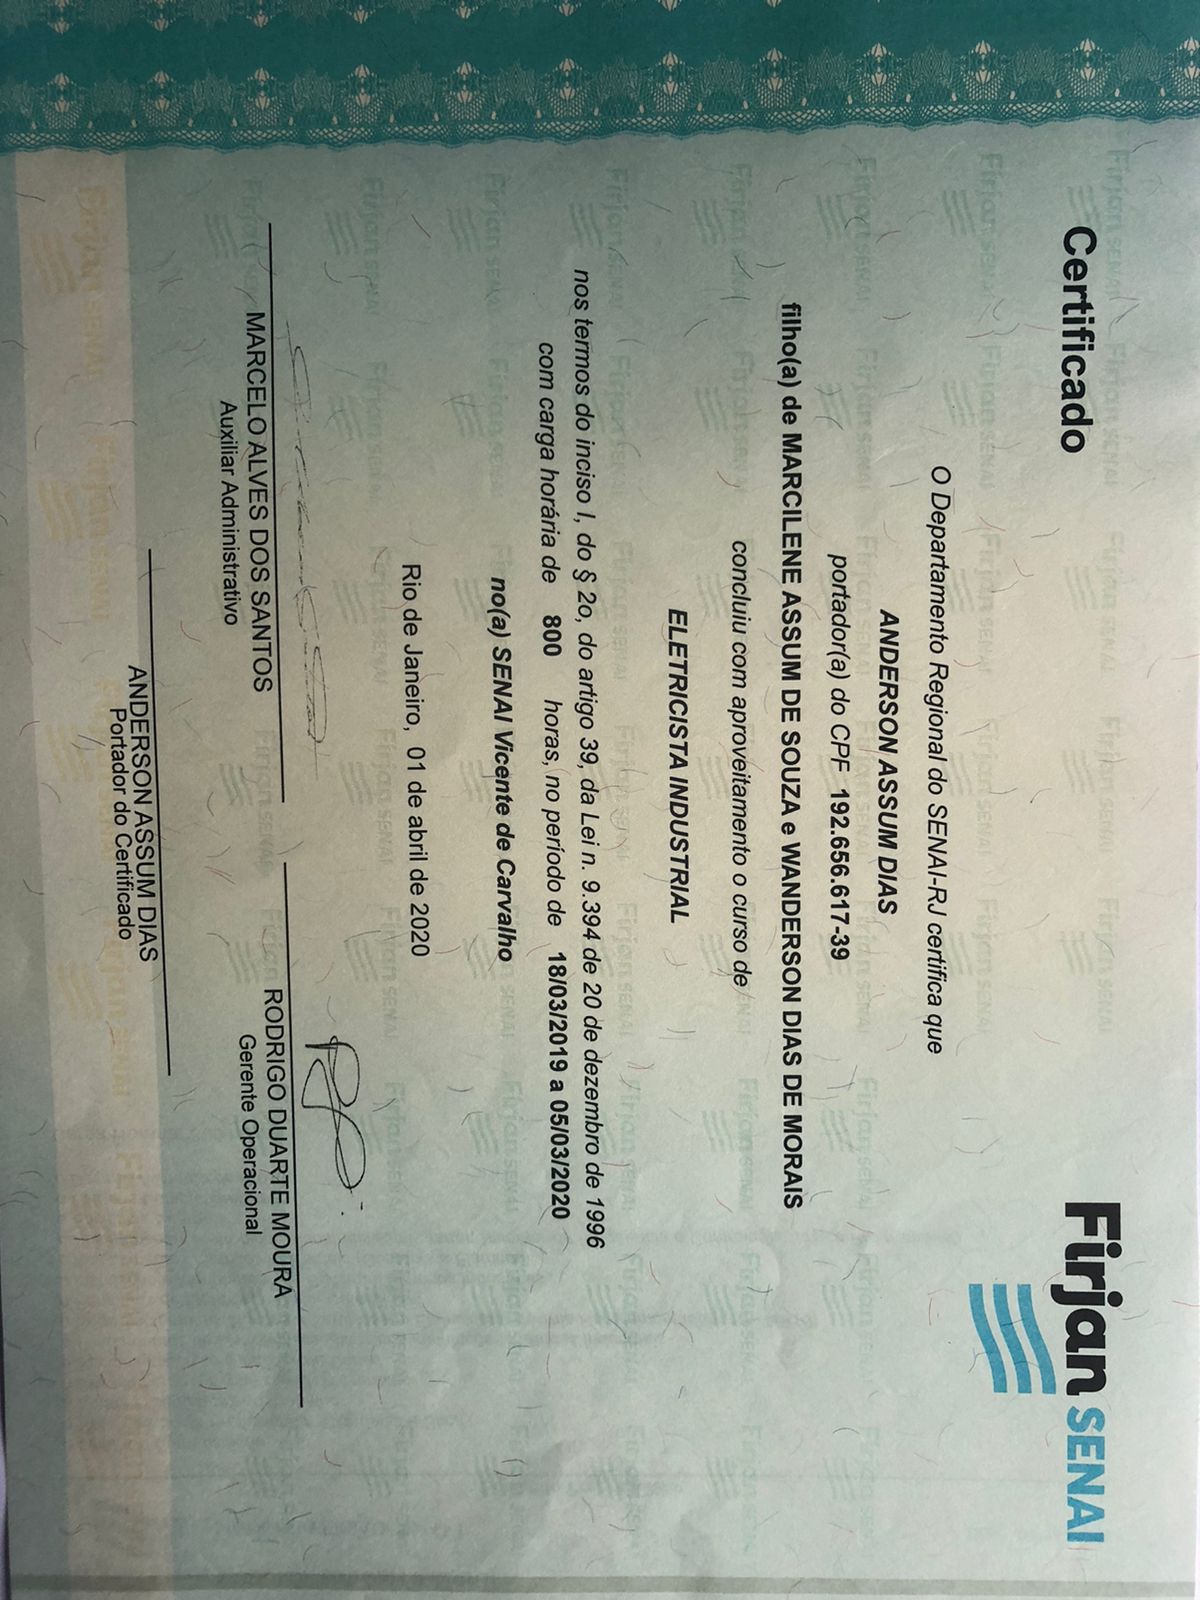 Certificado
Firjan SENAI
O Departamento Regional do SENAI-RJ certifica que
ANDERSON ASSUM DIAS
portador(a) do CPF 192.656.617-39
filho(a) de MARCILENE ASSUM DE SOUZA e WANDERSON DIAS DE MORAIS
concluiu com aproveitamento o curso de
ELETRICISTA INDUSTRIAL
nos termos do inciso I, do § 2o, do artigo 39, da Lei n. 9.394 de 20 de dezembro de 1996
com carga horária de 800 horas, no período de 18/03/2019 a 05/03/2020
no(a) SENAI Vicente de Carvalho
Rio de Janeiro, 01 de abril de 2020
MARCELO ALVES DOS SANTOS
Auxiliar Administrativo
RODRIGO DUARTE MOURA
Gerente Operacional
ANDERSON ASSUM DIAS
Portador do Certificado